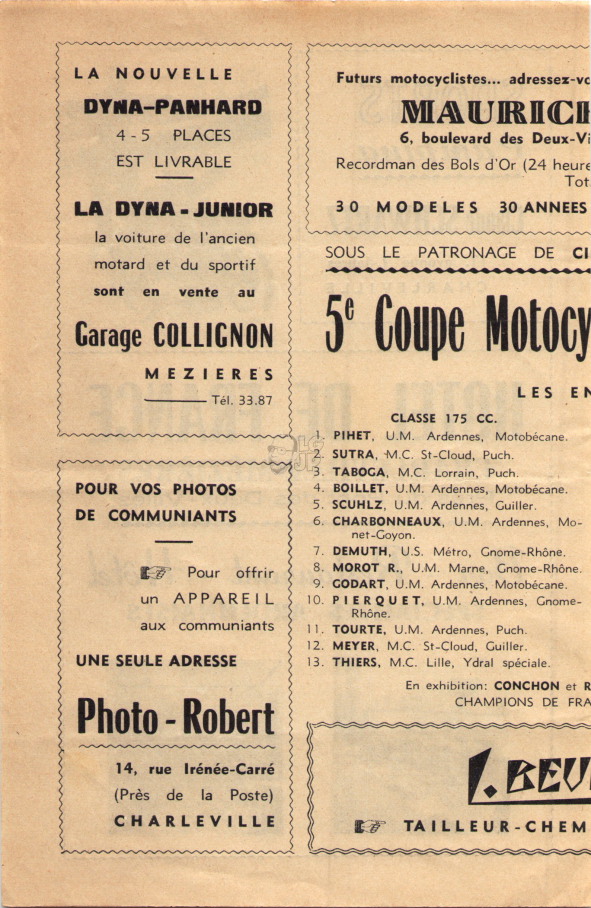 LA NOUVELLE
DYNA-PANHARD
4-5 PLACES
EST LIVRABLE
LA DYNA-JUNIOR
la voiture de l'ancien
motard et du sportif
sont en vente au
Garage COLLIGNON
MEZIERES
Tél. 33.87
POUR VOS PHOTOS
DE COMMUNIANTS
Pour offrir
un APPAREIL
aux communiants
UNE SEULE ADRESSE
Photo-Robert
14, rue Irénée-Carré
(Près de la Poste)
CHARLEVILLE
Futurs motocyclistes... adressez-vo
MAURICE
6, boulevard des Deux-Vi
Recordman des Bols d'Or (24 heure
Tot
30 MODELES 30 ANNEES
SOUS LE PATRONAGE DE CI
5e Coupe Motocy
LES EN
CLASSE 175 CC.
1. PIHET, U.M. Ardennes, Motobécane.
2. SUTRA, M.C. St-Cloud, Puch.
3. TABOGA, M.C. Lorrain, Puch.
4. BOILLET, U.M. Ardennes, Motobécane.
5. SCUHLZ, U.M. Ardennes, Guiller.
6. CHARBONNEAUX, U.M. Ardennes, Mo-
net-Goyon.
7. DEMUTH, U.S. Métro, Gnome-Rhône.
8. MOROT R., U.M. Marne, Gnome-Rhône.
9. GODART, U.M. Ardennes, Motobécane.
10. PIERQUET, U.M. Ardennes, Gnome-
Rhône.
11. TOURTE, U.M. Ardennes, Puch.
12. MEYER, M.C. St-Cloud, Guiller.
13. THIERS, M.C. Lille, Ydral spéciale.
En exhibition: CONCHON et R
CHAMPIONS DE FRA
I. BEU
TAILLEUR-CHEM